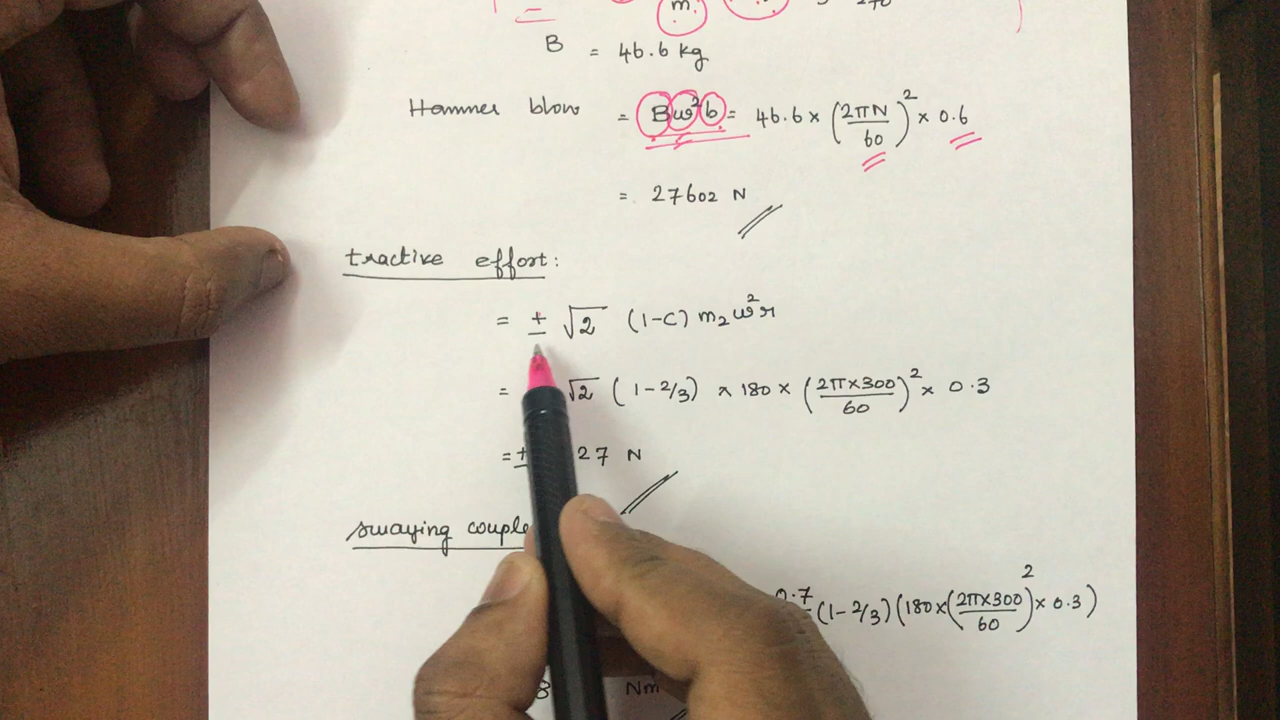 m
B = 46.6 kg
Hammer blow = Bω²b = 46.6 × (2πN/60)² × 0.6
= 27602 N
tractive effort:
= ± √2 (1-C) m₂ω²r
= √2 (1-2/3) × 180 × (2π×300/60)² × 0.3
= ± 27 N
swaying couple
0.7 (1-2/3) (180×(2π×300/60)² × 0.3)
Nm